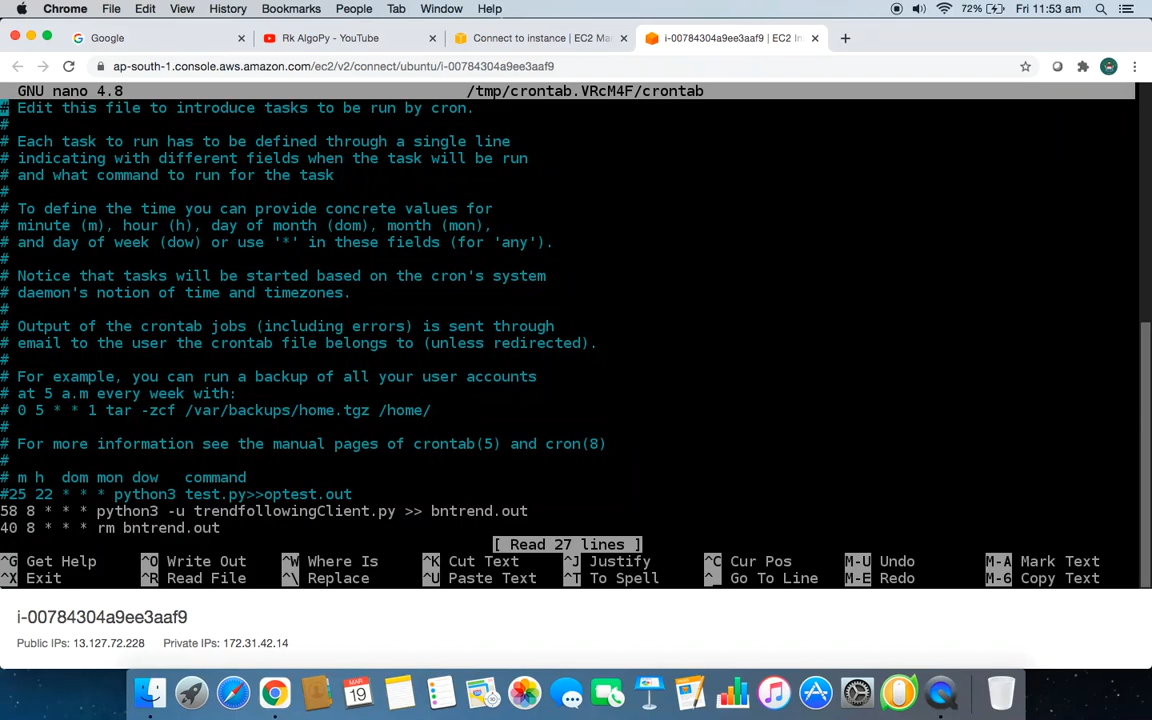 Chrome File Edit View History Bookmarks People Tab Window Help 72% Fri 11:53 am
Google
Rk AlgoPy - YouTube
Connect to instance | EC2 Ma
i-00784304a9ee3aaf9 | EC2 In
ap-south-1.console.aws.amazon.com/ec2/v2/connect/ubuntu/i-00784304a9ee3aaf9
GNU nano 4.8 /tmp/crontab.VRcM4F/crontab
# Edit this file to introduce tasks to be run by cron.
#
# Each task to run has to be defined through a single line
# indicating with different fields when the task will be run
# and what command to run for the task
#
# To define the time you can provide concrete values for
# minute (m), hour (h), day of month (dom), month (mon),
# and day of week (dow) or use '*' in these fields (for 'any').
#
# Notice that tasks will be started based on the cron's system
# daemon's notion of time and timezones.
#
# Output of the crontab jobs (including errors) is sent through
# email to the user the crontab file belongs to (unless redirected).
#
# For example, you can run a backup of all your user accounts
# at 5 a.m every week with:
# 0 5 * * 1 tar -zcf /var/backups/home.tgz /home/
#
# For more information see the manual pages of crontab(5) and cron(8)
#
# m h  dom mon dow   command
#25 22 * * * python3 test.py>>optest.out
58 8 * * * python3 -u trendfollowingClient.py >> bntrend.out
40 8 * * * rm bntrend.out
[ Read 27 lines ]
^G Get Help ^O Write Out ^W Where Is ^K Cut Text ^J Justify ^C Cur Pos M-U Undo M-A Mark Text
^X Exit ^R Read File ^\ Replace ^U Paste Text ^T To Spell ^_ Go To Line M-E Redo M-6 Copy Text
i-00784304a9ee3aaf9
Public IPs: 13.127.72.228 Private IPs: 172.31.42.14
MAR
19